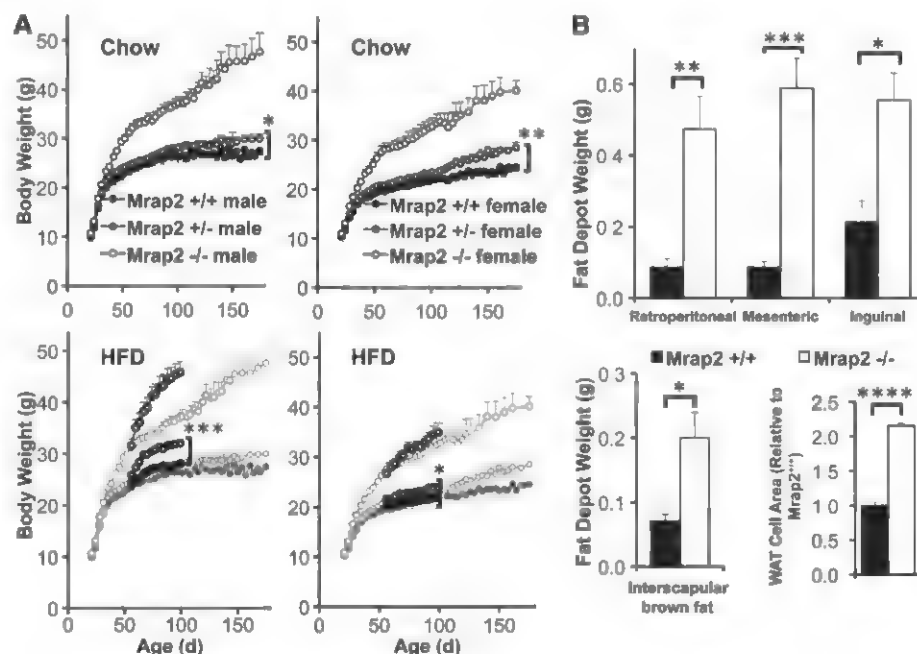 A
Chow
Body Weight (g)
50
40
30
20
10
0
*
Mrap2 +/+ male
Mrap2 +/- male
Mrap2 -/- male
0 50 100 150
Chow
50
40
30
20
10
0
**
Mrap2 +/+ female
Mrap2 +/- female
Mrap2 -/- female
0 50 100 150
HFD
Body Weight (g)
50
40
30
20
10
0
***
0 50 100 150
Age (d)
HFD
50
40
30
20
10
0
*
0 50 100 150
Age (d)
B
Fat Depot Weight (g)
0.6
0.4
0.2
0.0
**
***
*
Retroperitoneal Mesenteric Inguinal
Mrap2 +/+ Mrap2 -/-
Fat Depot Weight (g)
0.3
0.2
0.1
0.0
*
Interscapular
brown fat
WAT Cell Area (Relative to
Mrap2+/+)
2.5
2.0
1.5
1.0
0.5
0.0
****